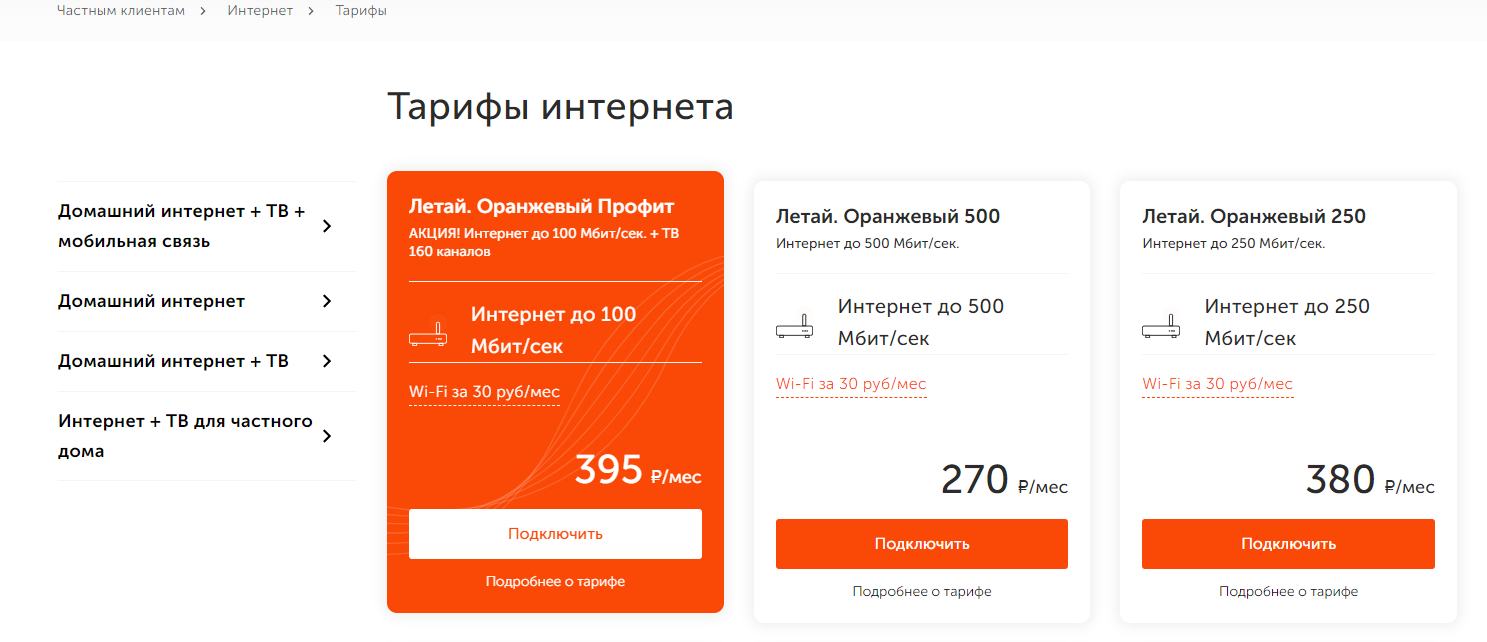 Частным клиентам
Интернет
Тарифы
Тарифы интернета
Домашний интернет + ТВ +
мобильная связь
Домашний интернет
Домашний интернет + ТВ
Интернет + ТВ для частного
дома
Летай. Оранжевый Профит
АКЦИЯ! Интернет до 100 Мбит/сек. + ТВ
160 каналов
Интернет до 100
Мбит/сек
Wi-Fi за 30 руб/мес
395 ₽/мес
Подключить
Подробнее о тарифе
Летай. Оранжевый 500
Интернет до 500 Мбит/сек.
Интернет до 500
Мбит/сек
Wi-Fi за 30 руб/мес
270 ₽/мес
Подключить
Подробнее о тарифе
Летай. Оранжевый 250
Интернет до 250 Мбит/сек.
Интернет до 250
Мбит/сек
Wi-Fi за 30 руб/мес
380 ₽/мес
Подключить
Подробнее о тарифе